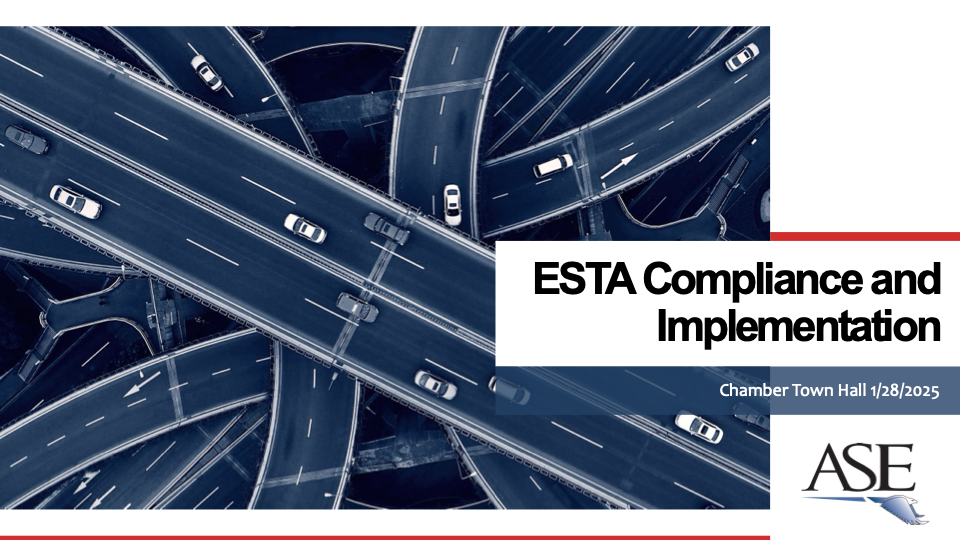 ESTA Compliance and
Implementation
Chamber Town Hall 1/28/2025
ASE